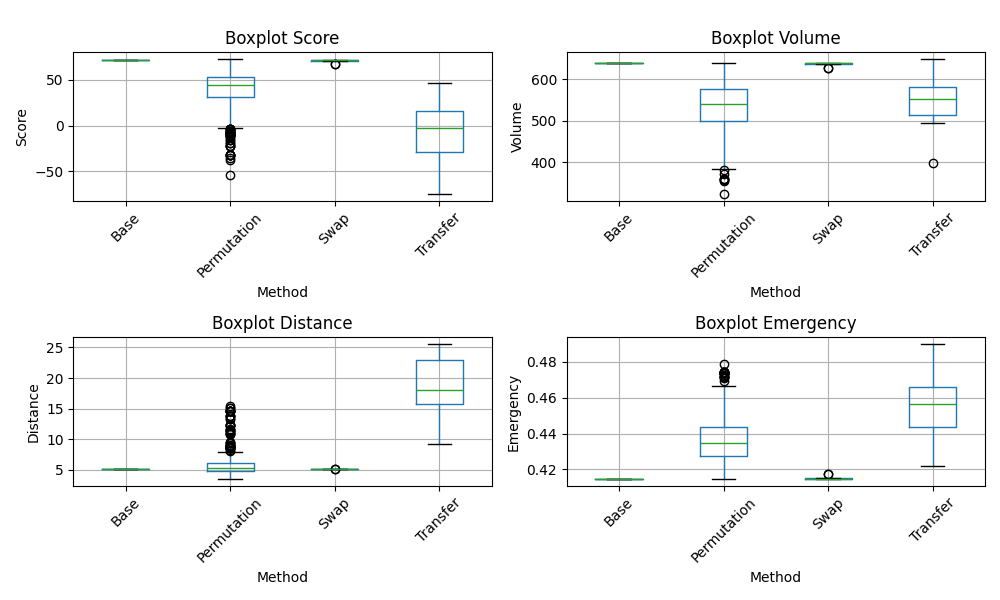 Boxplot Score
Score
50
0
−50
Base
Permutation
Swap
Transfer
Method
Boxplot Volume
Volume
600
500
400
Base
Permutation
Swap
Transfer
Method
Boxplot Distance
Distance
25
20
15
10
5
Base
Permutation
Swap
Transfer
Method
Boxplot Emergency
Emergency
0.48
0.46
0.44
0.42
Base
Permutation
Swap
Transfer
Method